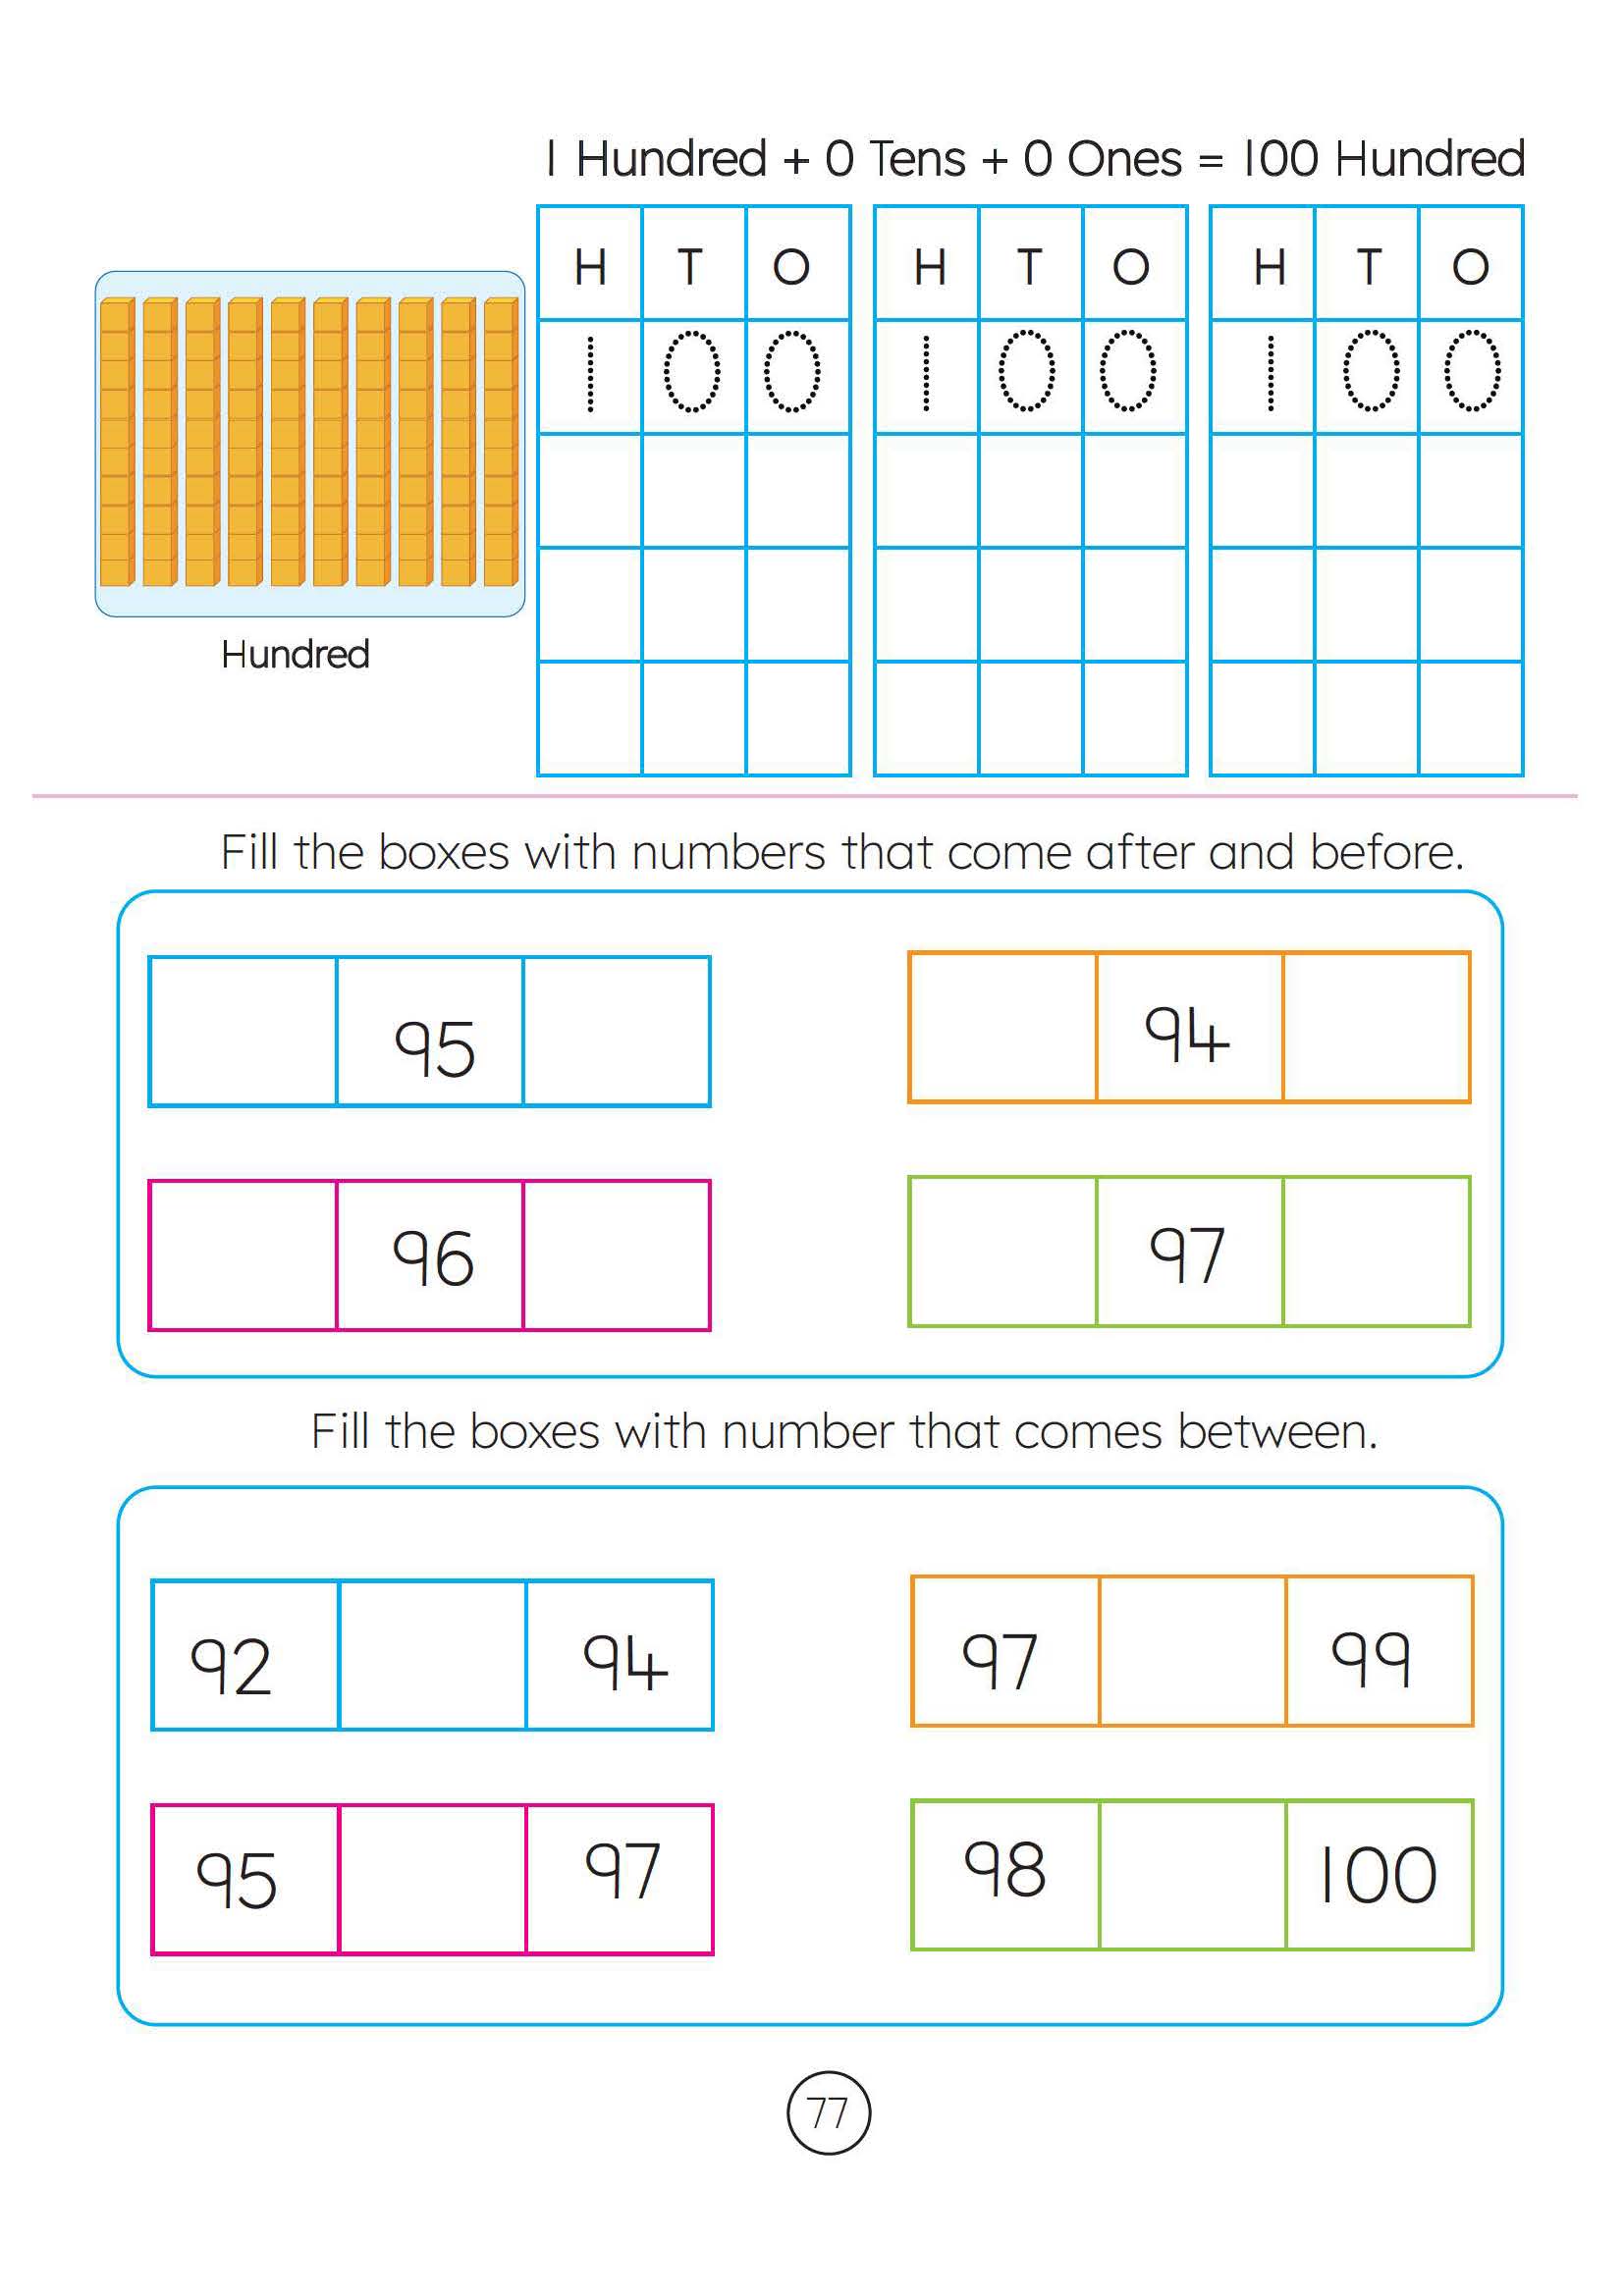 1 Hundred + 0 Tens + 0 Ones = 100 Hundred
H T O H T O H T O
1 0 0 1 0 0 1 0 0
Hundred
Fill the boxes with numbers that come after and before.
95 94
96 97
Fill the boxes with number that comes between.
92 94 97 99
95 97 98 100
77